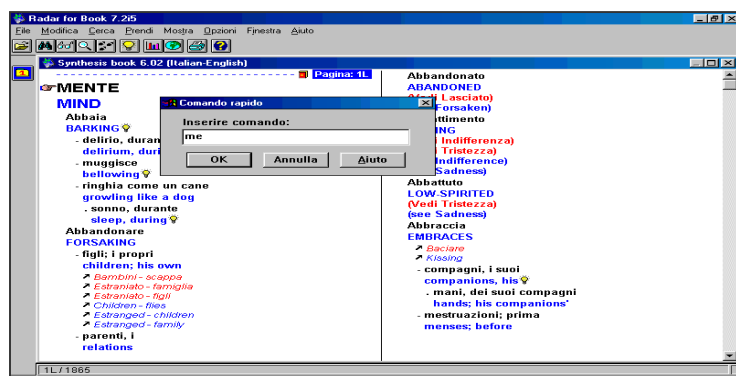 Radar for Book 7.2i5
File Modifica Cerca Prendi Mostra Opzioni Finestra Aiuto
Synthesis book 6.02 (Italian-English)
Pagina: 1L
MENTE
MIND
Abbaia
BARKING
- delirio, duran
delirium, duri
- muggisce
bellowing
- ringhia come un cane
growling like a dog
. sonno, durante
sleep, during
Abbandonare
FORSAKING
- figli; i propri
children; his own
Bambini - scappa
Estraniato - famiglia
Estraniato - figli
Children - flies
Estranged - children
Estranged - family
- parenti, i
relations
Comando rapido
Inserire comando:
me
OK Annulla Aiuto
Abbandonato
ABANDONED
(Vedi Lasciato)
Forsaken)
ttimento
NG
Indifferenza)
Tristezza)
Indifference)
Sadness)
Abbattuto
LOW-SPIRITED
(Vedi Tristezza)
(see Sadness)
Abbraccia
EMBRACES
Baciare
Kissing
- compagni, i suoi
companions, his
. mani, dei suoi compagni
hands; his companions'
- mestruazioni; prima
menses; before
1L/1865